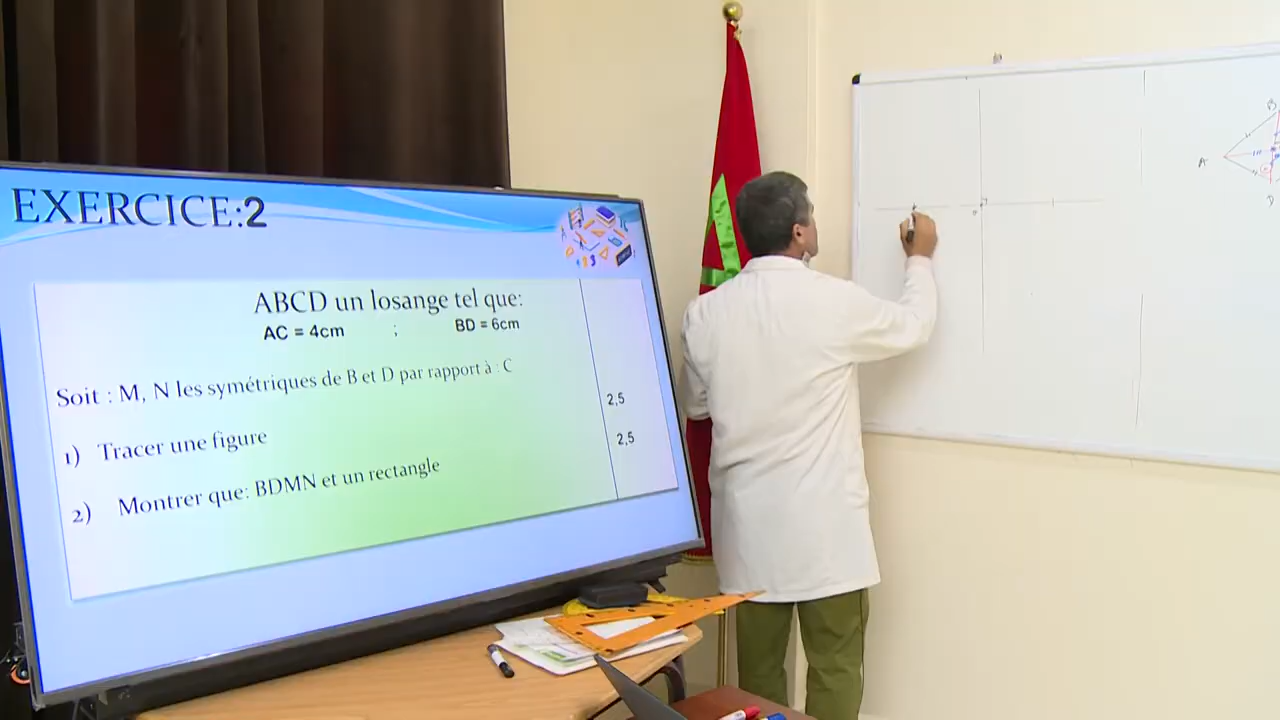 EXERCICE:2
ABCD un losange tel que:
AC = 4cm ; BD = 6cm
Soit : M, N les symétriques de B et D par rapport à : C
1) Tracer une figure
2,5
2) Montrer que: BDMN et un rectangle
2,5
A
B
D